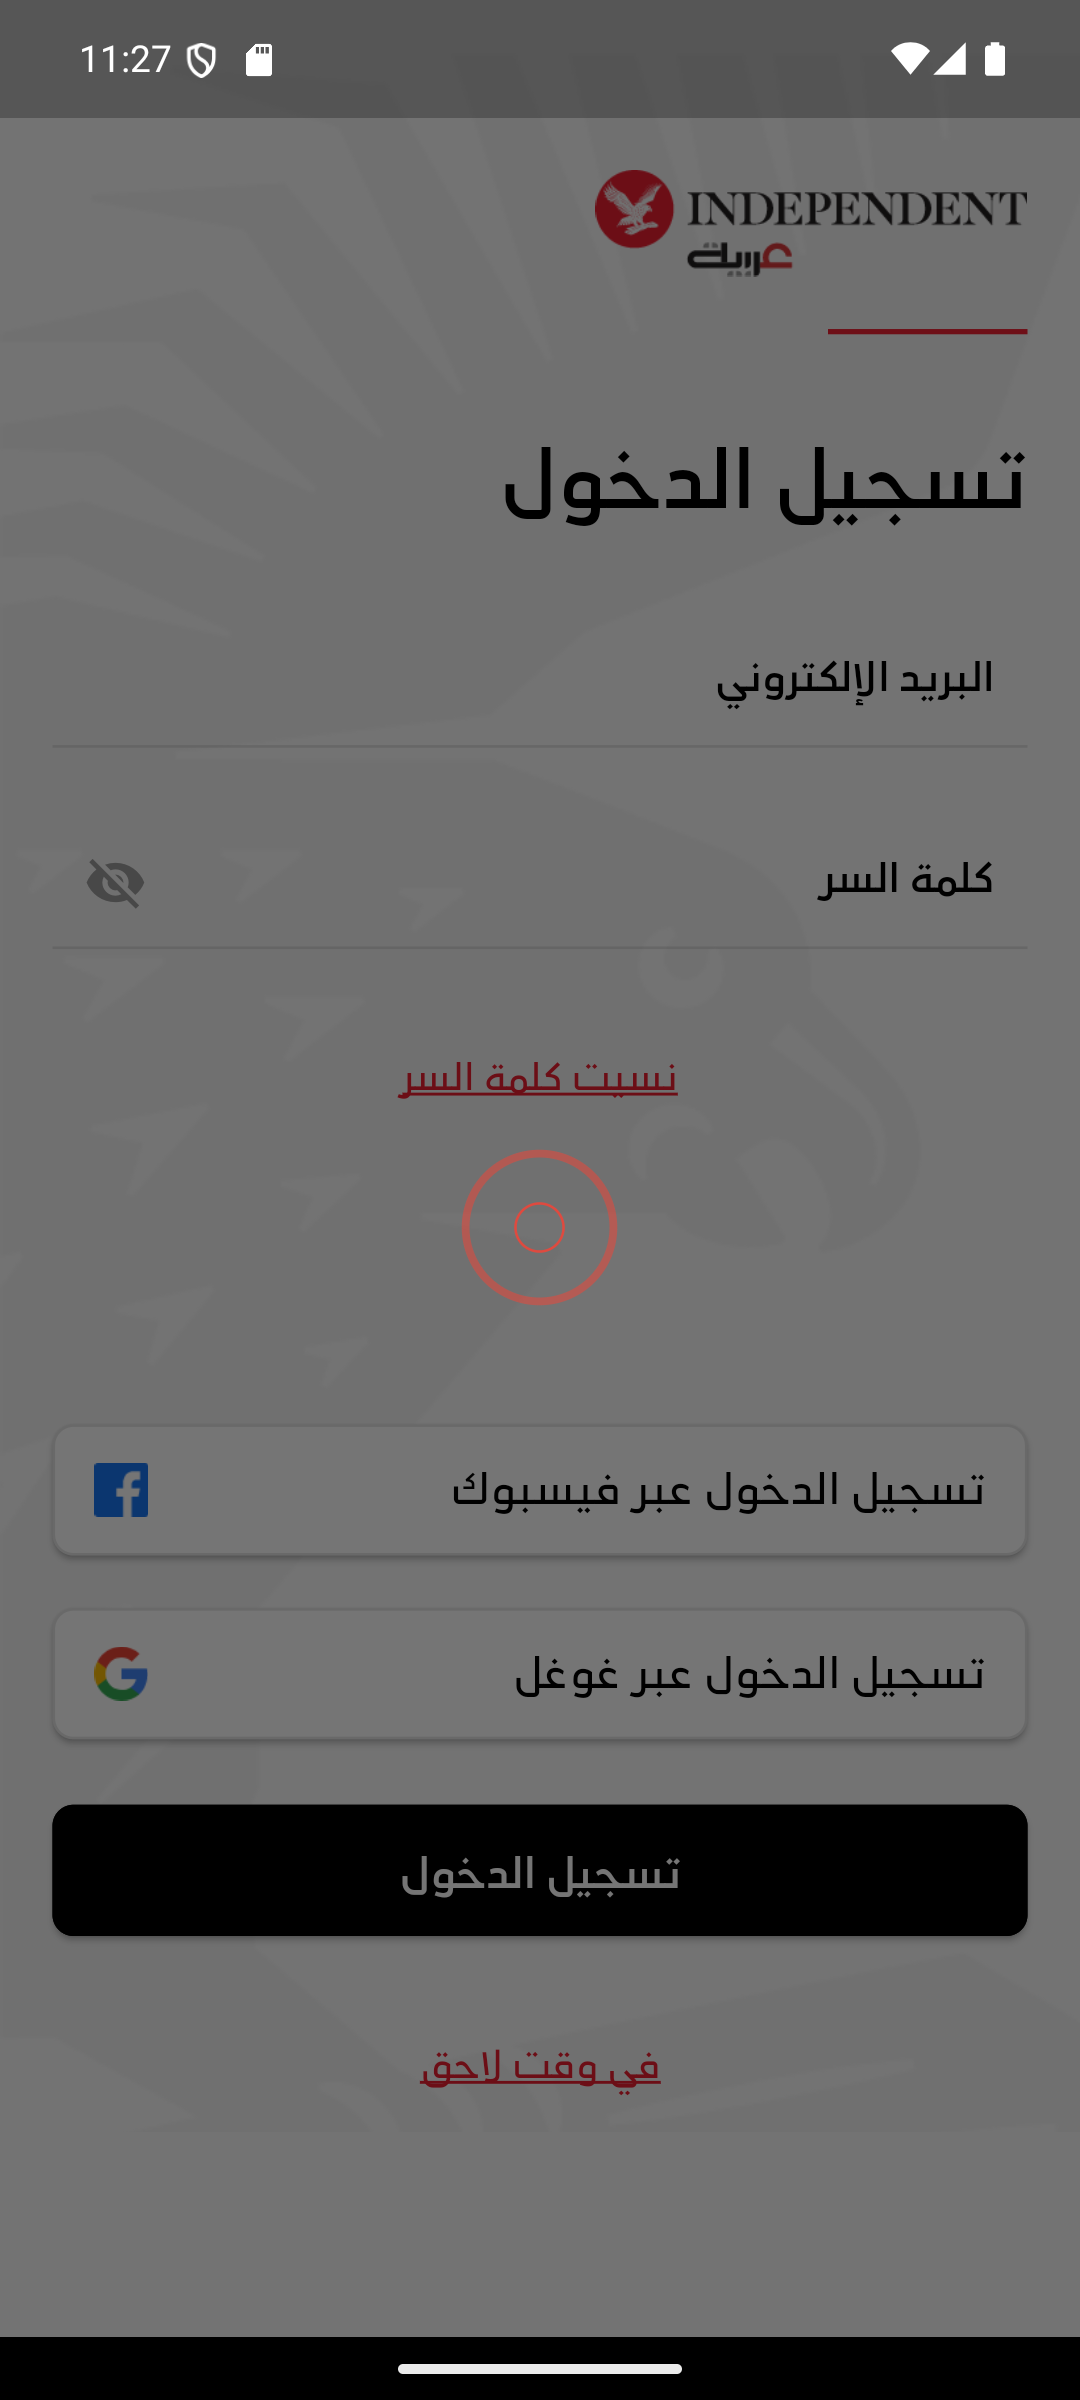 11:27
INDEPENDENT
عربية
تسجيل الدخول
البريد الإلكتروني
كلمة السر
نسيت كلمة السر
تسجيل الدخول عبر فيسبوك
تسجيل الدخول عبر غوغل
تسجيل الدخول
في وقت لاحق